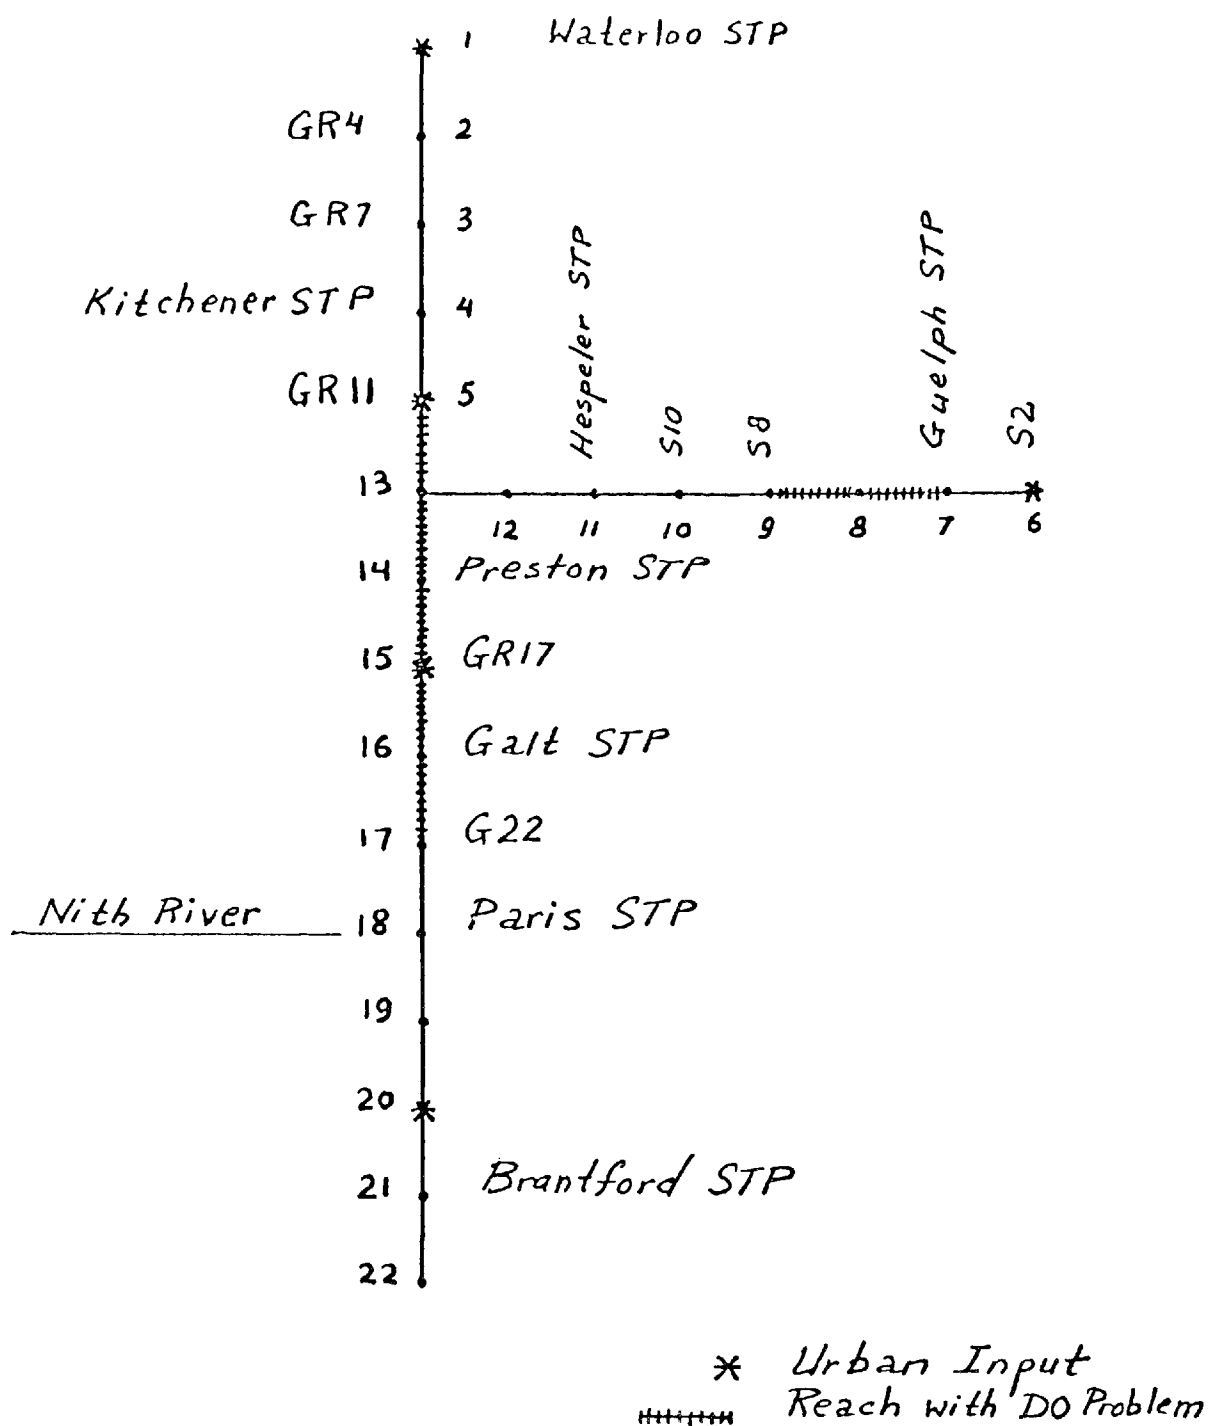 1 Waterloo STP
GR4 2
GR7 3
Kitchener STP 4
GR11 5
Hespeler STP
S10
S8
Guelph STP
S2
13
12 11 10 9 8 7 6
14 Preston STP
15 GR17
16 Galt STP
17 G22
Nith River 18 Paris STP
19
20
21 Brantford STP
22
Urban Input
Reach with DO Problem